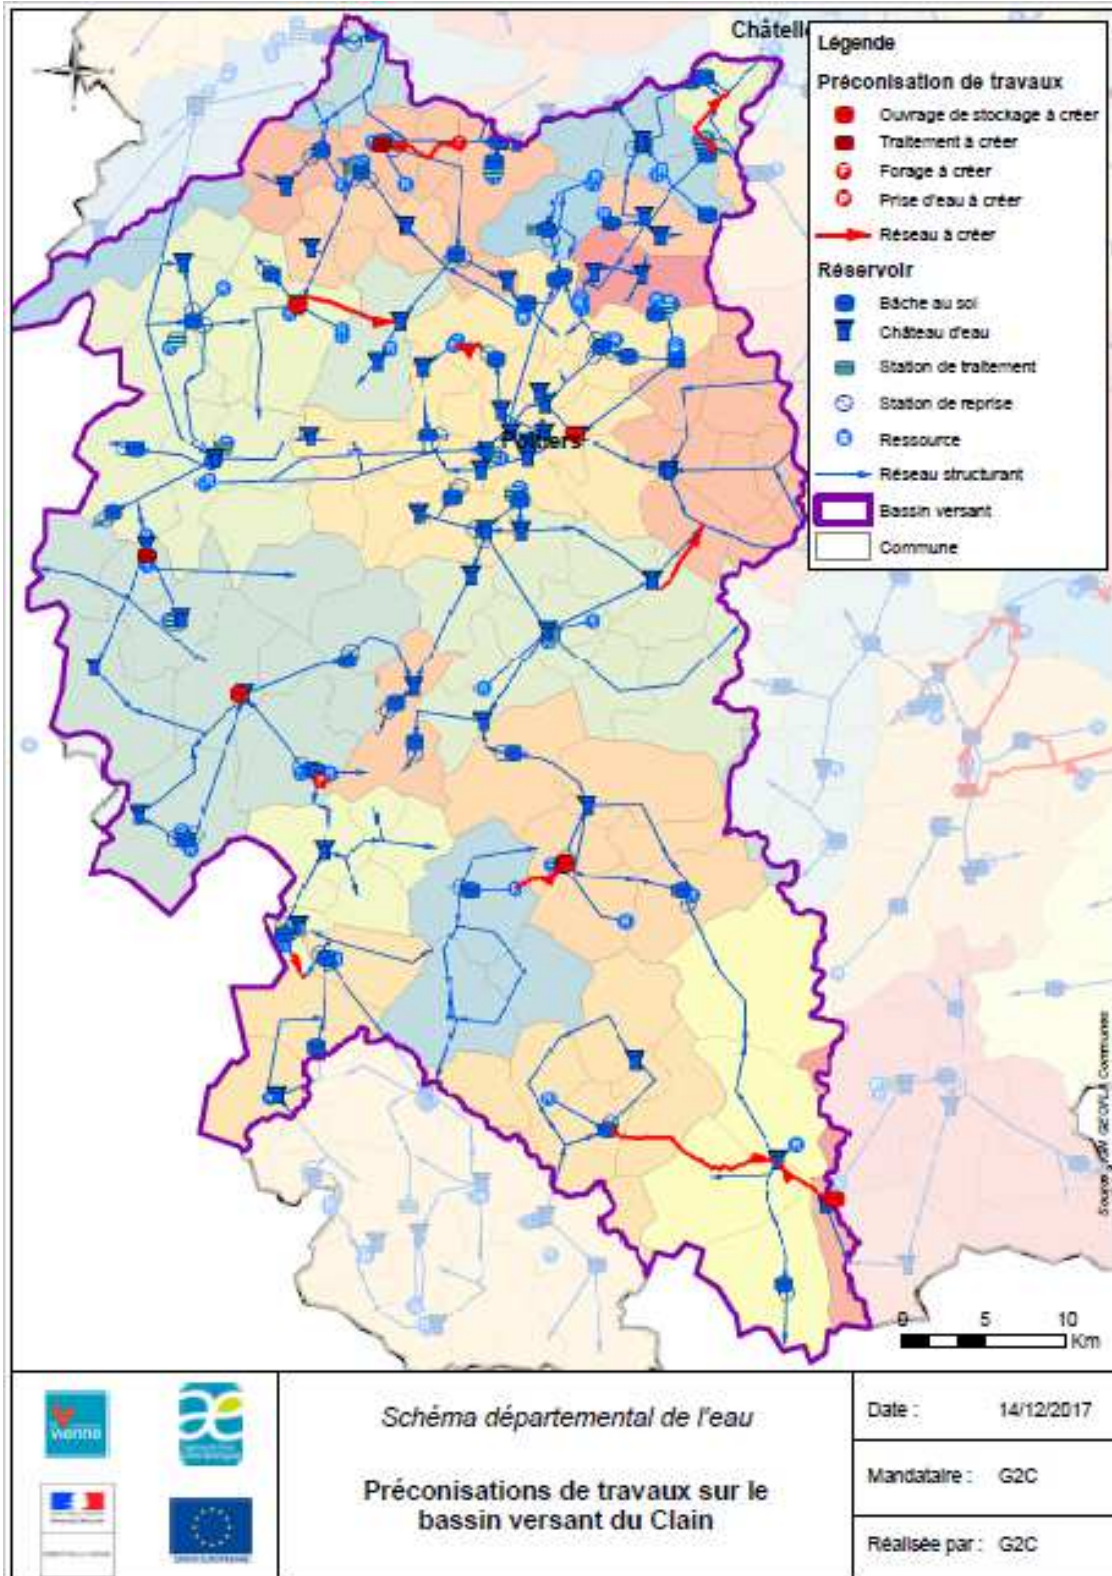 Châtelle
Légende
Préconisation de travaux
Ouvrage de stockage à créer
Traitement à créer
Forage à créer
Prise d'eau à créer
Réseau à créer
Réservoir
Bâche au sol
Château d'eau
Station de traitement
Station de reprise
Ressource
Réseau structurant
Bassin versant
Commune
Poitiers
0 5 10
Km
Schéma départemental de l'eau
Préconisations de travaux sur le
bassin versant du Clain
Date : 14/12/2017
Mandataire : G2C
Réalisée par : G2C
vienne